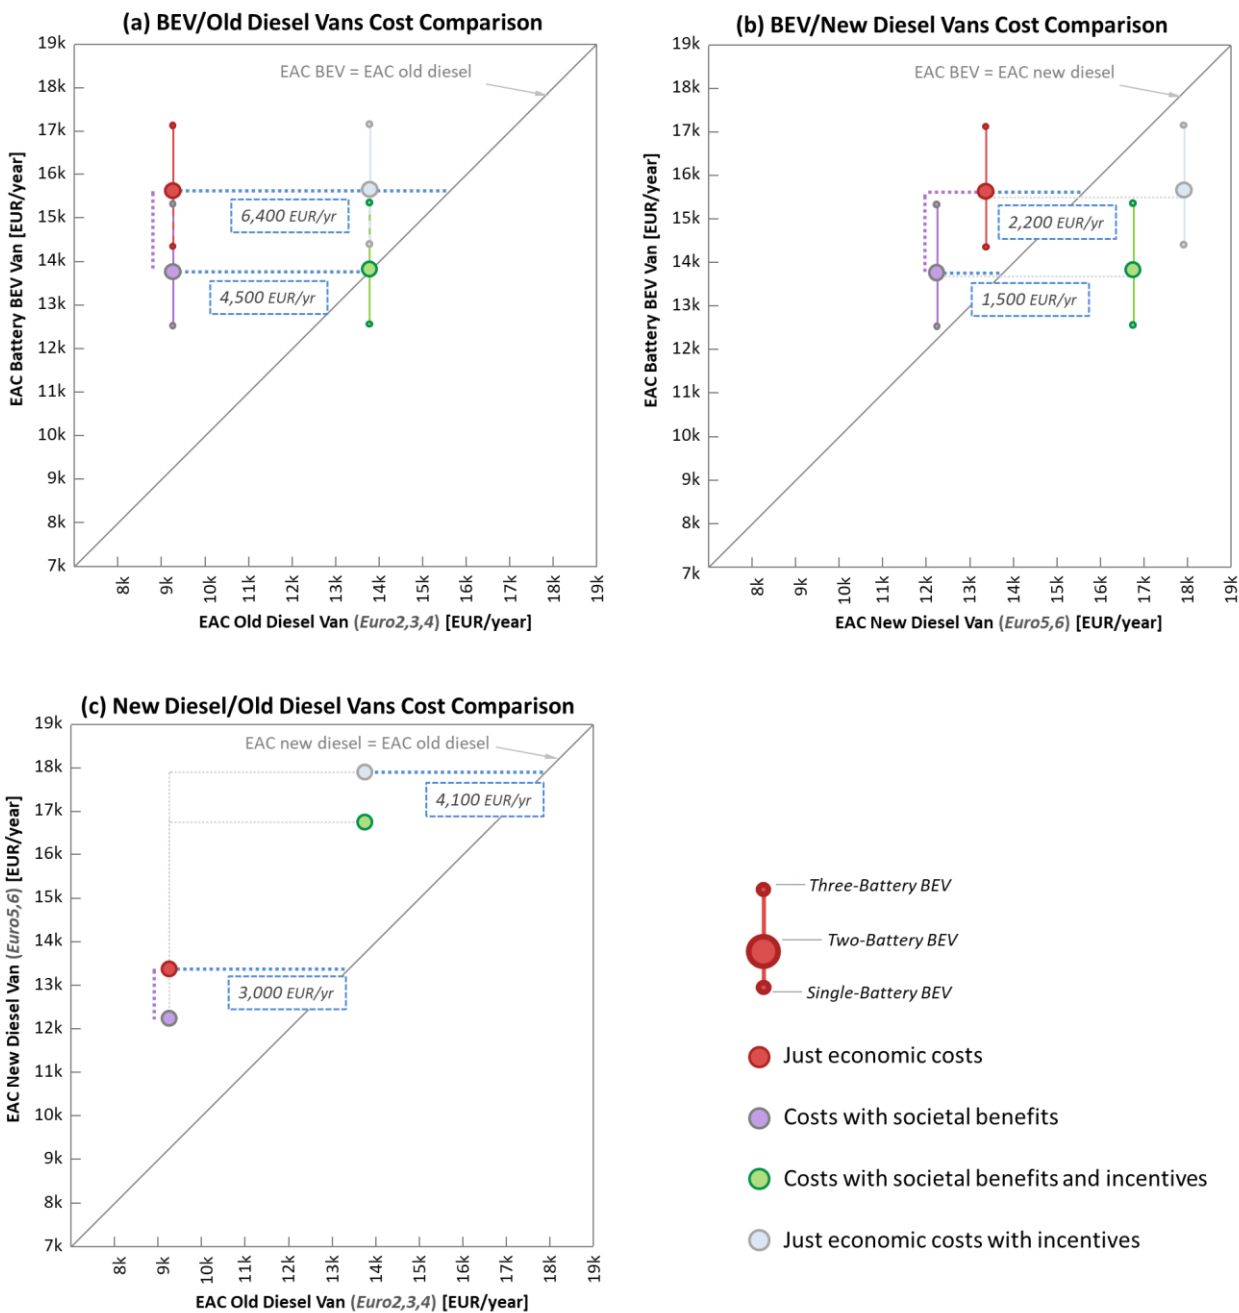 (a) BEV/Old Diesel Vans Cost Comparison
19k
18k
17k
16k
15k
14k
13k
12k
11k
10k
9k
8k
7k
EAC Battery BEV Van [EUR/year]
EAC BEV = EAC old diesel
6,400 EUR/yr
4,500 EUR/yr
8k
9k
10k
11k
12k
13k
14k
15k
16k
17k
18k
19k
EAC Old Diesel Van (Euro2,3,4) [EUR/year]
(b) BEV/New Diesel Vans Cost Comparison
19k
18k
17k
16k
15k
14k
13k
12k
11k
10k
9k
8k
7k
EAC Battery BEV Van [EUR/year]
EAC BEV = EAC new diesel
2,200 EUR/yr
1,500 EUR/yr
8k
9k
10k
11k
12k
13k
14k
15k
16k
17k
18k
19k
EAC New Diesel Van (Euro5,6) [EUR/year]
(c) New Diesel/Old Diesel Vans Cost Comparison
19k
18k
17k
16k
15k
14k
13k
12k
11k
10k
9k
8k
7k
EAC New Diesel Van (Euro5,6) [EUR/year]
EAC new diesel = EAC old diesel
4,100 EUR/yr
3,000 EUR/yr
8k
9k
10k
11k
12k
13k
14k
15k
16k
17k
18k
19k
EAC Old Diesel Van (Euro2,3,4) [EUR/year]
Three-Battery BEV
Two-Battery BEV
Single-Battery BEV
Just economic costs
Costs with societal benefits
Costs with societal benefits and incentives
Just economic costs with incentives